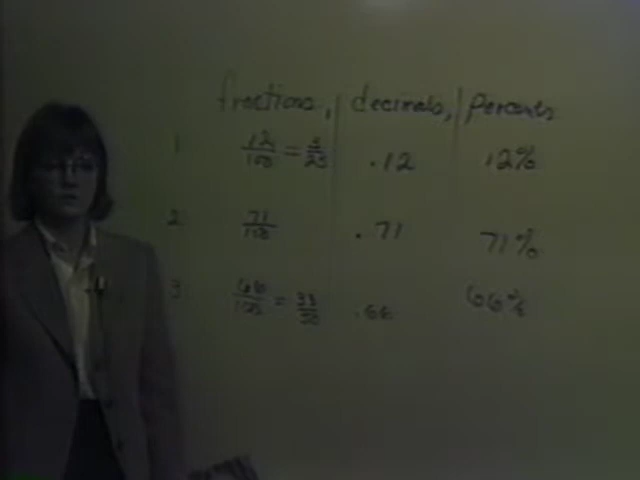 fractions, decimals, Percents
1 12/100 = 3/25 .12 12%
2 71/100 .71 71%
3 66/100 = 33/50 .66 66%